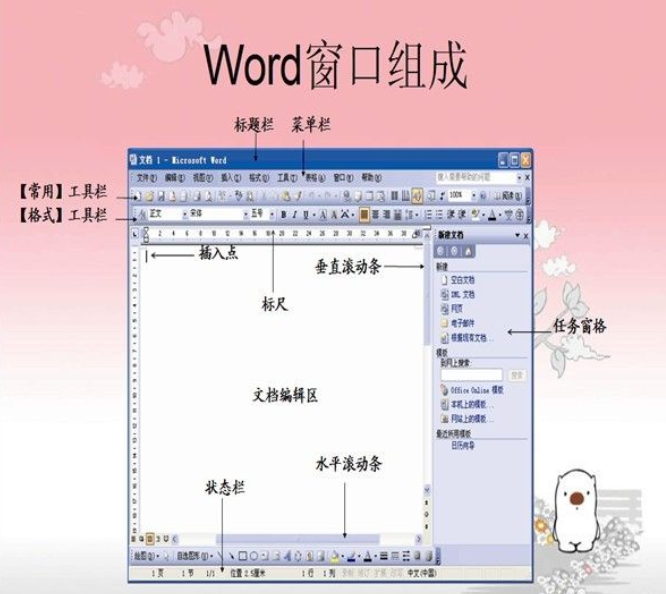 Word窗口组成
标题栏 菜单栏
文档 1 - Microsoft Word
文件(F) 编辑(E) 视图(V) 插入(I) 格式(O) 工具(T) 表格(A) 窗口(W) 帮助(H) 键入需要帮助的问题
【常用】工具栏
100% 阅读(R)
【格式】工具栏
正文 宋体 五号 B I U A A
新建文档
插入点
垂直滚动条
新建
空白文档
XML 文档
网页
标尺
电子邮件
任务窗格
根据现有文档...
模板
到网上搜索:
搜索
Office Online 模板
文档编辑区
本机上的模板...
网站上的模板...
最近所用模板
日历向导
水平滚动条
状态栏
绘图(D) 自选图形(U)
1 页 1 节 1/1 位置 2.5厘米 1 行 1 列 录制 修订 扩展 改写 中文(中国)